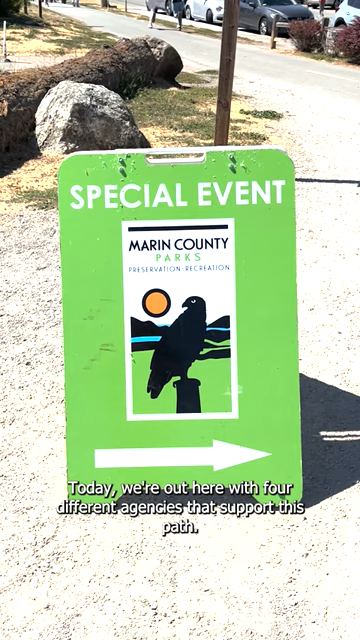 SPECIAL EVENT
MARIN COUNTY
PARKS
PRESERVATION·RECREATION
Today, we're out here with four
different agencies that support this
path.